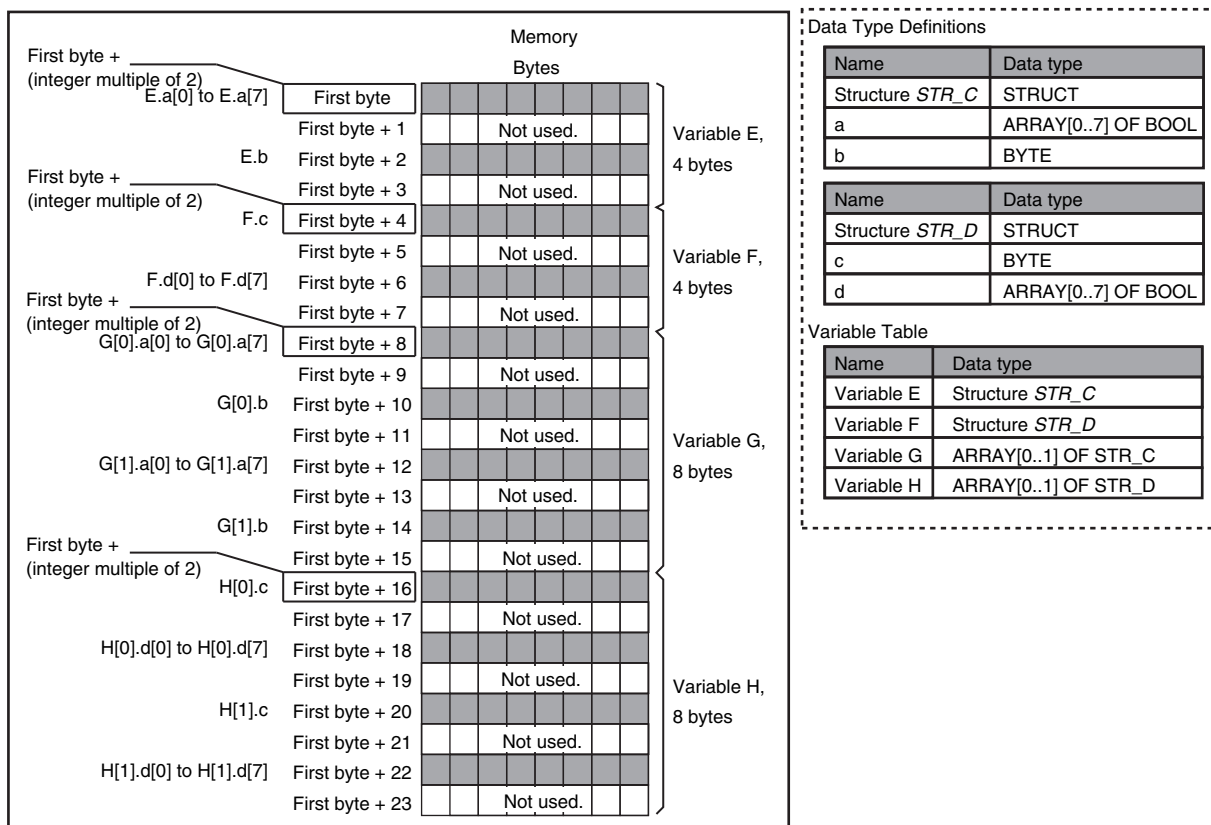 Memory
Bytes
First byte +
(integer multiple of 2)
E.a[0] to E.a[7] First byte
First byte + 1 Not used.
E.b First byte + 2
First byte + 3 Not used.
Variable E,
4 bytes
First byte +
(integer multiple of 2)
F.c First byte + 4
First byte + 5 Not used.
F.d[0] to F.d[7] First byte + 6
First byte + 7 Not used.
Variable F,
4 bytes
First byte +
(integer multiple of 2)
G[0].a[0] to G[0].a[7] First byte + 8
First byte + 9 Not used.
G[0].b First byte + 10
First byte + 11 Not used.
G[1].a[0] to G[1].a[7] First byte + 12
First byte + 13 Not used.
G[1].b First byte + 14
First byte + 15 Not used.
Variable G,
8 bytes
First byte +
(integer multiple of 2)
H[0].c First byte + 16
First byte + 17 Not used.
H[0].d[0] to H[0].d[7] First byte + 18
First byte + 19 Not used.
H[1].c First byte + 20
First byte + 21 Not used.
H[1].d[0] to H[1].d[7] First byte + 22
First byte + 23 Not used.
Variable H,
8 bytes
Data Type Definitions
Name Data type
Structure STR_C STRUCT
a ARRAY[0..7] OF BOOL
b BYTE
Name Data type
Structure STR_D STRUCT
c BYTE
d ARRAY[0..7] OF BOOL
Variable Table
Name Data type
Variable E Structure STR_C
Variable F Structure STR_D
Variable G ARRAY[0..1] OF STR_C
Variable H ARRAY[0..1] OF STR_D